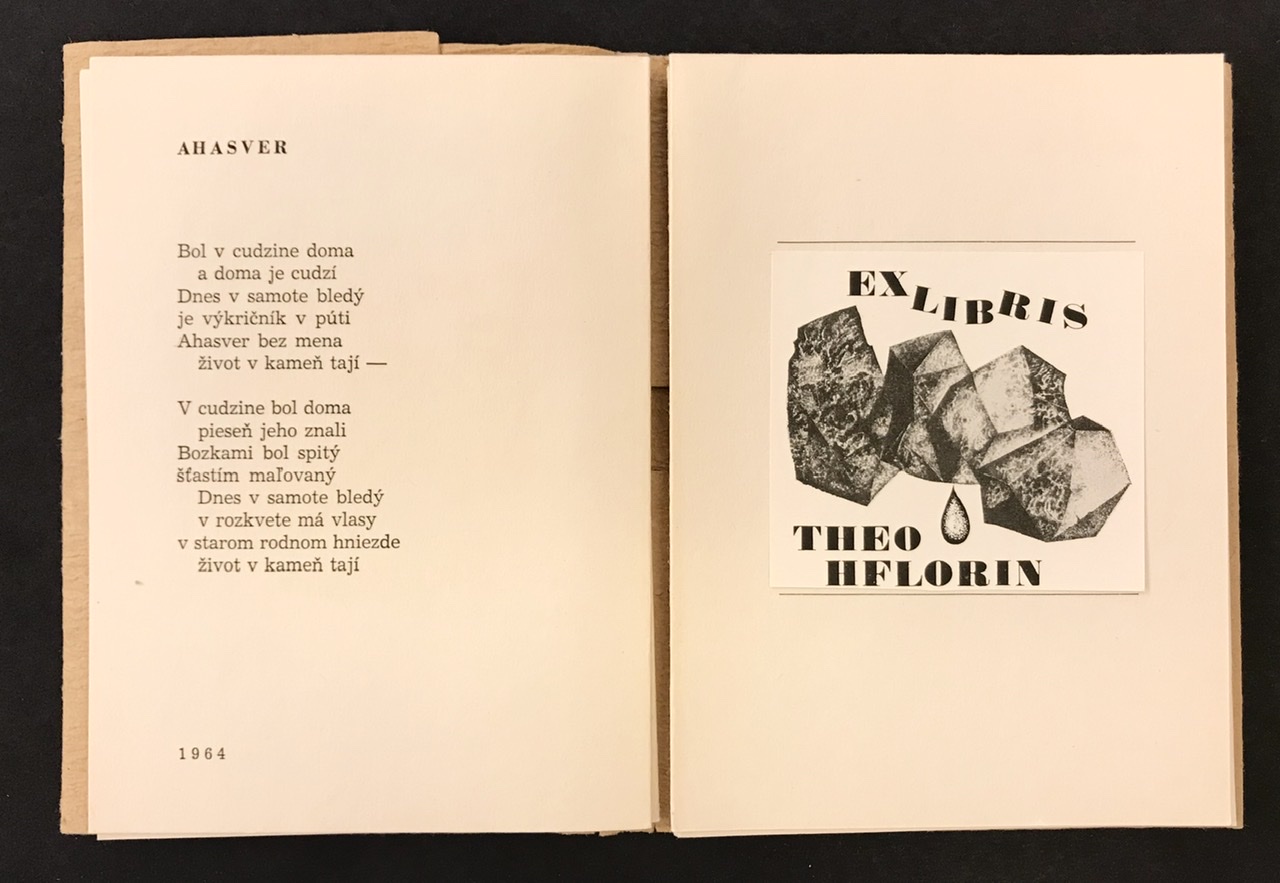 AHASVER
Bol v cudzine doma
a doma je cudzí
Dnes v samote bledý
je výkričník v púti
Ahasver bez mena
život v kameň tají —
V cudzine bol doma
pieseň jeho znali
Bozkami bol spitý
šťastím maľovaný
Dnes v samote bledý
v rozkvete má vlasy
v starom rodnom hniezde
život v kameň tají
1964
EX LIBRIS
THEO
HFLORIN